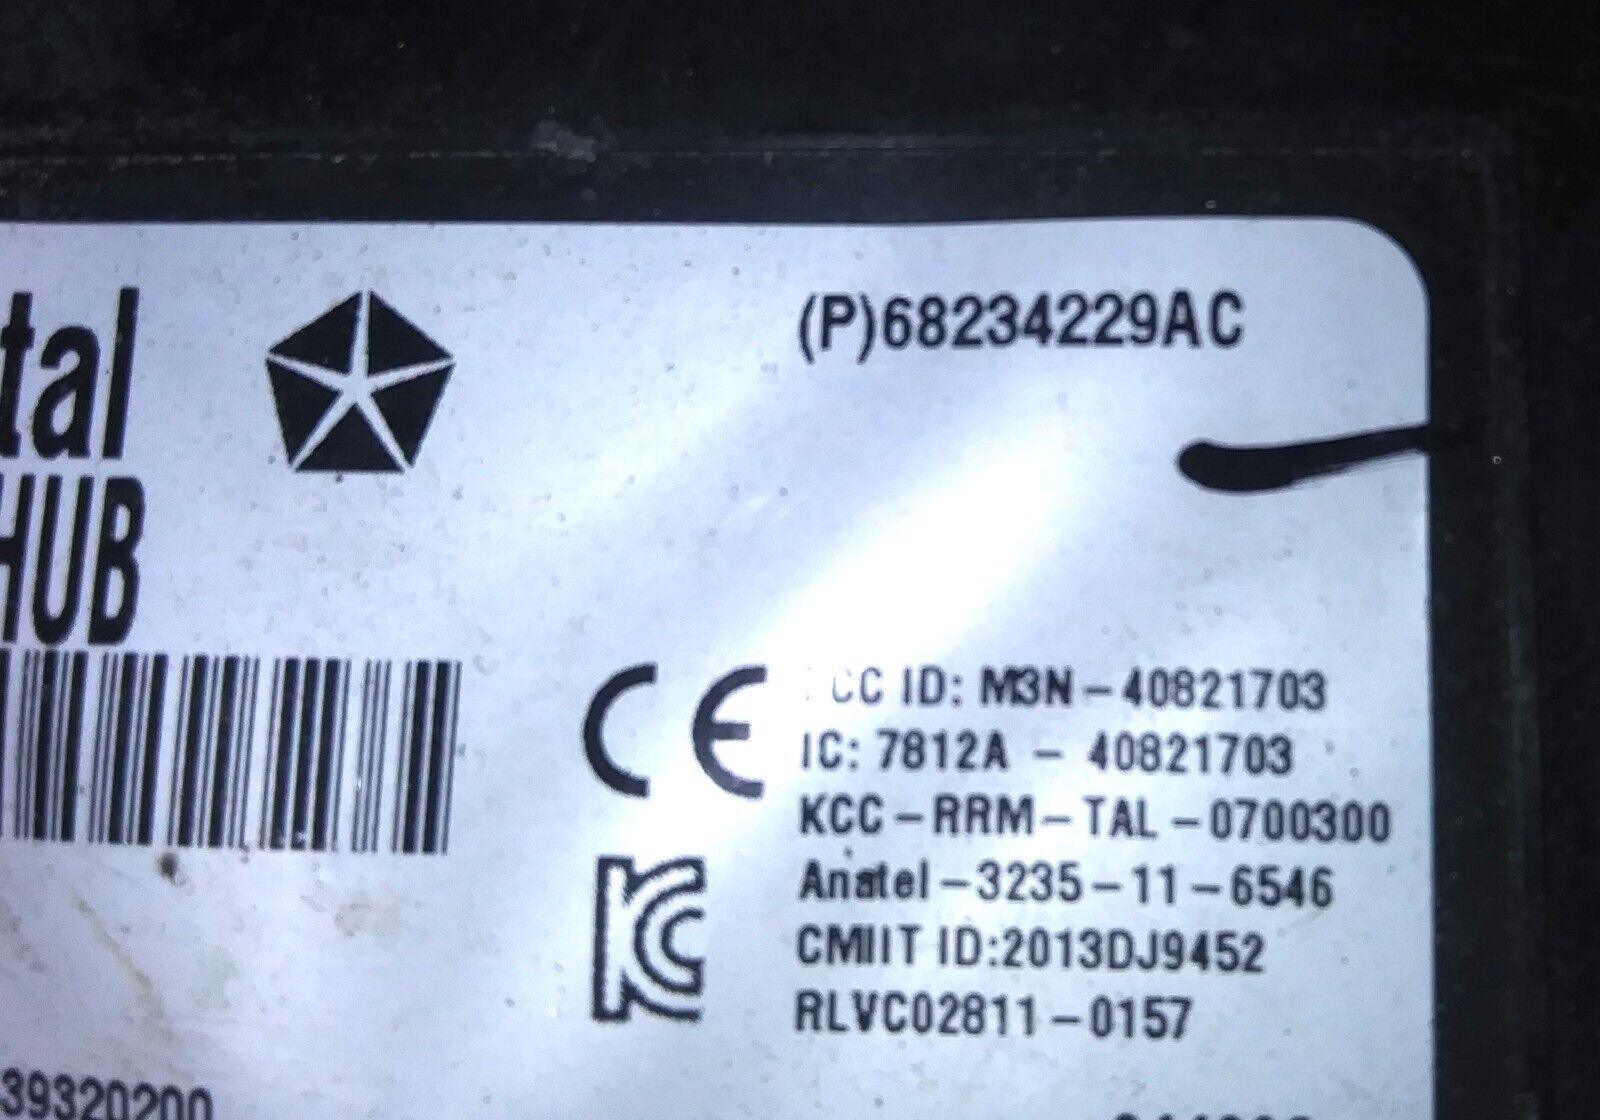 (P)68234229AC
tal
HUB
CC ID: M3N-40821703
IC: 7812A - 40821703
KCC-RRM-TAL-0700300
Anatel-3235-11-6546
CMIIT ID:2013DJ9452
RLVC02811-0157
39320200